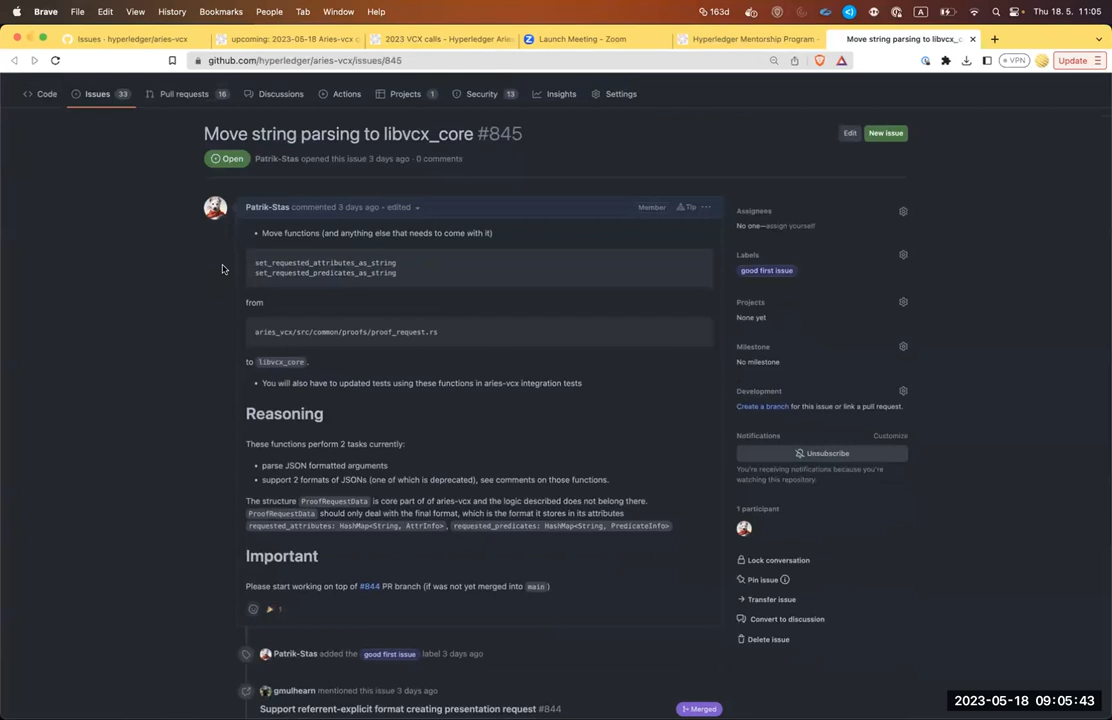 Brave File Edit View History Bookmarks People Tab Window Help 163d A Thu 18. 5. 11:05
Issues · hyperledger/aries-vcx upcoming: 2023-05-18 Aries-VCX c 2023 VCX calls - Hyperledger Arie Launch Meeting - Zoom Hyperledger Mentorship Program - Move string parsing to libvcx_c
github.com/hyperledger/aries-vcx/issues/845 VPN Update
Code Issues 33 Pull requests 16 Discussions Actions Projects 1 Security 13 Insights Settings
Move string parsing to libvcx_core #845
Edit New issue
Open Patrik-Stas opened this issue 3 days ago · 0 comments
Patrik-Stas commented 3 days ago • edited Member Tip
• Move functions (and anything else that needs to come with it)
set_requested_attributes_as_string
set_requested_predicates_as_string
from
aries_vcx/src/common/proofs/proof_request.rs
to libvcx_core.
• You will also have to updated tests using these functions in aries-vcx integration tests
Reasoning
These functions perform 2 tasks currently:
• parse JSON formatted arguments
• support 2 formats of JSONs (one of which is deprecated), see comments on those functions.
The structure ProofRequestData is core part of of aries-vcx and the logic described does not belong there.
ProofRequestData should only deal with the final format, which is the format it stores in its attributes
requested_attributes: HashMap<String, AttrInfo>, requested_predicates: HashMap<String, PredicateInfo>
Important
Please start working on top of #844 PR branch (if was not yet merged into main)
1
Patrik-Stas added the good first issue label 3 days ago
gmulhearn mentioned this issue 3 days ago
Support referrent-explicit format creating presentation request #844
Merged
Assignees
No one—assign yourself
Labels
good first issue
Projects
None yet
Milestone
No milestone
Development
Create a branch for this issue or link a pull request.
Notifications Customize
Unsubscribe
You're receiving notifications because you're
watching this repository.
1 participant
Lock conversation
Pin issue
Transfer issue
Convert to discussion
Delete issue
2023-05-18 09:05:43